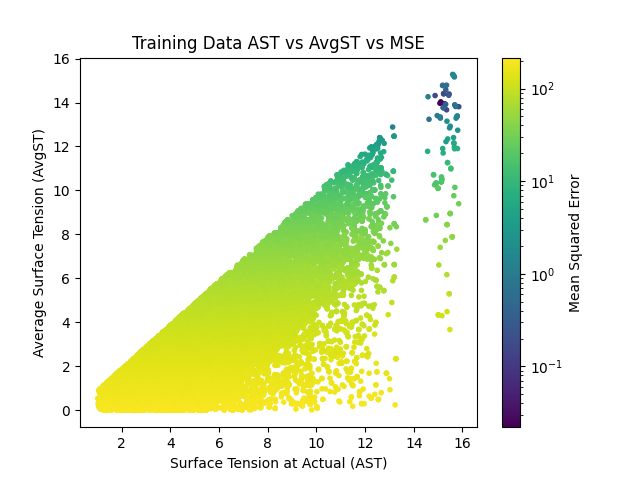 Training Data AST vs AvgST vs MSE
16
14
12
10
8
6
4
2
0
Average Surface Tension (AvgST)
2 4 6 8 10 12 14 16
Surface Tension at Actual (AST)
10²
10¹
10⁰
10⁻¹
Mean Squared Error